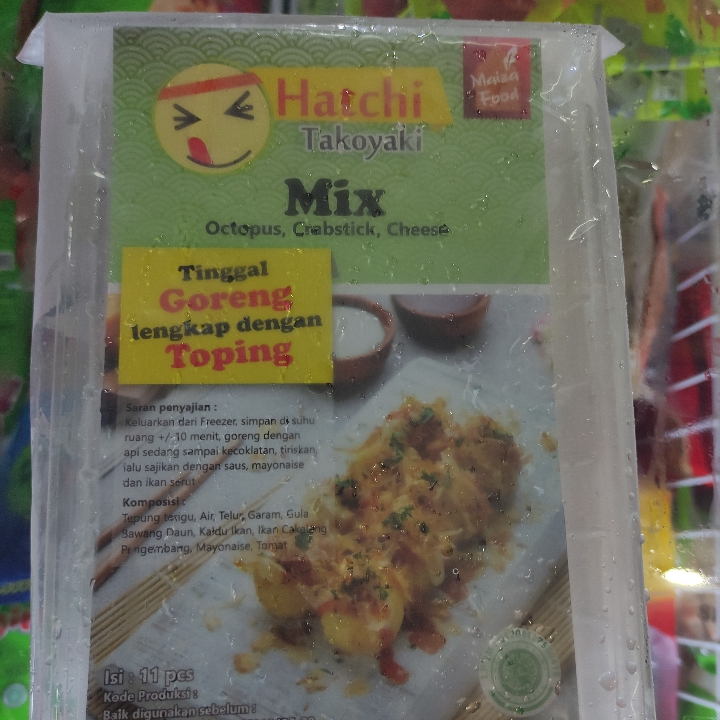 Hatchi
Takoyaki
Maiza
Food
Mix
Octopus, Crabstick, Cheese
Tinggal
Goreng
lengkap dengan
Toping
Saran penyajian :
Keluarkan dari Freezer, simpan di suhu
ruang +/-10 menit, goreng dengan
api sedang sampai kecoklatan, tiriskan,
lalu sajikan dengan saus, mayonaise
dan ikan serut
Komposisi :
Tepung terigu, Air, Telur, Garam, Gula
Bawang Daun, Kaldu Ikan, Ikan Cakalang
Pengembang, Mayonaise, Tomat
Isi : 11 pcs
Kode Produksi :
Baik digunakan sebelum :